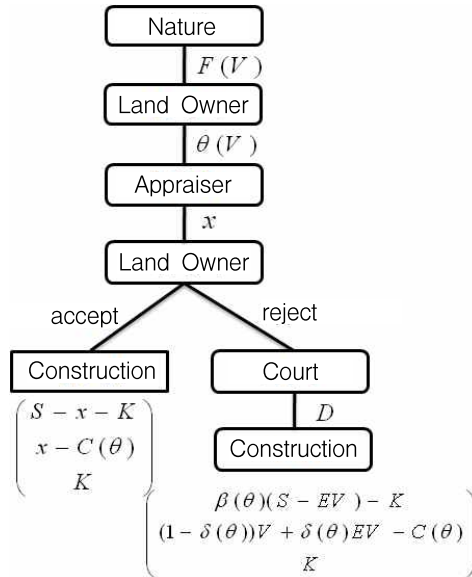 Nature
F(V)
Land Owner
θ(V)
Appraiser
x
Land Owner
accept
reject
Construction
Court
S − x − K
x − C(θ)
K
D
Construction
β(θ)(S − EV) − K
(1 − δ(θ))V + δ(θ)EV − C(θ)
K